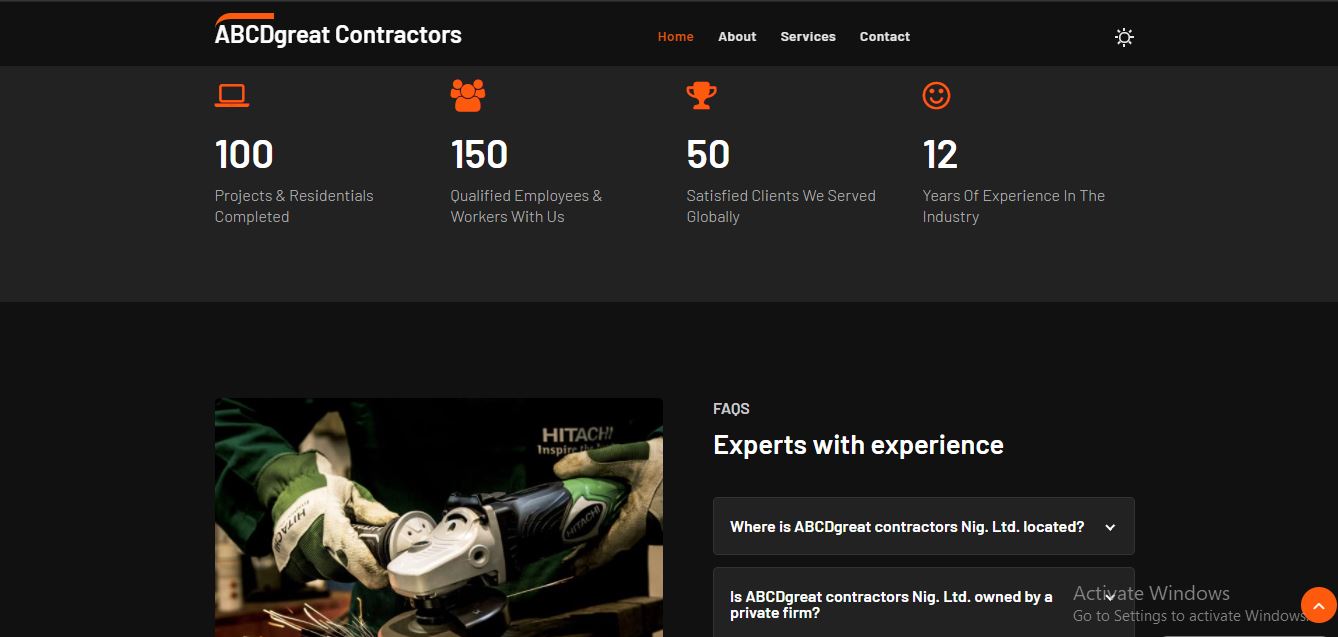 ABCDgreat Contractors
Home About Services Contact
100
Projects & Residentials
Completed
150
Qualified Employees &
Workers With Us
50
Satisfied Clients We Served
Globally
12
Years Of Experience In The
Industry
HITACHI
Inspire the
HITACHI
HITACHI
FAQS
Experts with experience
Where is ABCDgreat contractors Nig. Ltd. located?
Is ABCDgreat contractors Nig. Ltd. owned by a
private firm?
Activate Windows
Go to Settings to activate Windows.